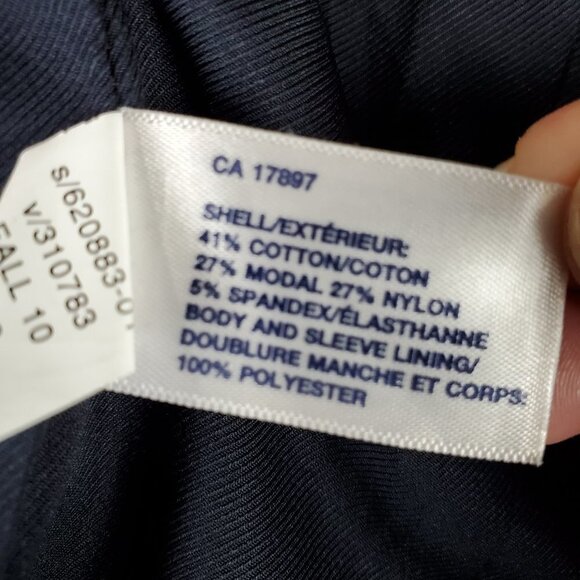 CA 17897
SHELL/EXTÉRIEUR:
41% COTTON/COTON
27% MODAL 27% NYLON
5% SPANDEX/ÉLASTHANNE
BODY AND SLEEVE LINING/
DOUBLURE MANCHE ET CORPS:
100% POLYESTER
s/620883-01
v/310783
FALL 10